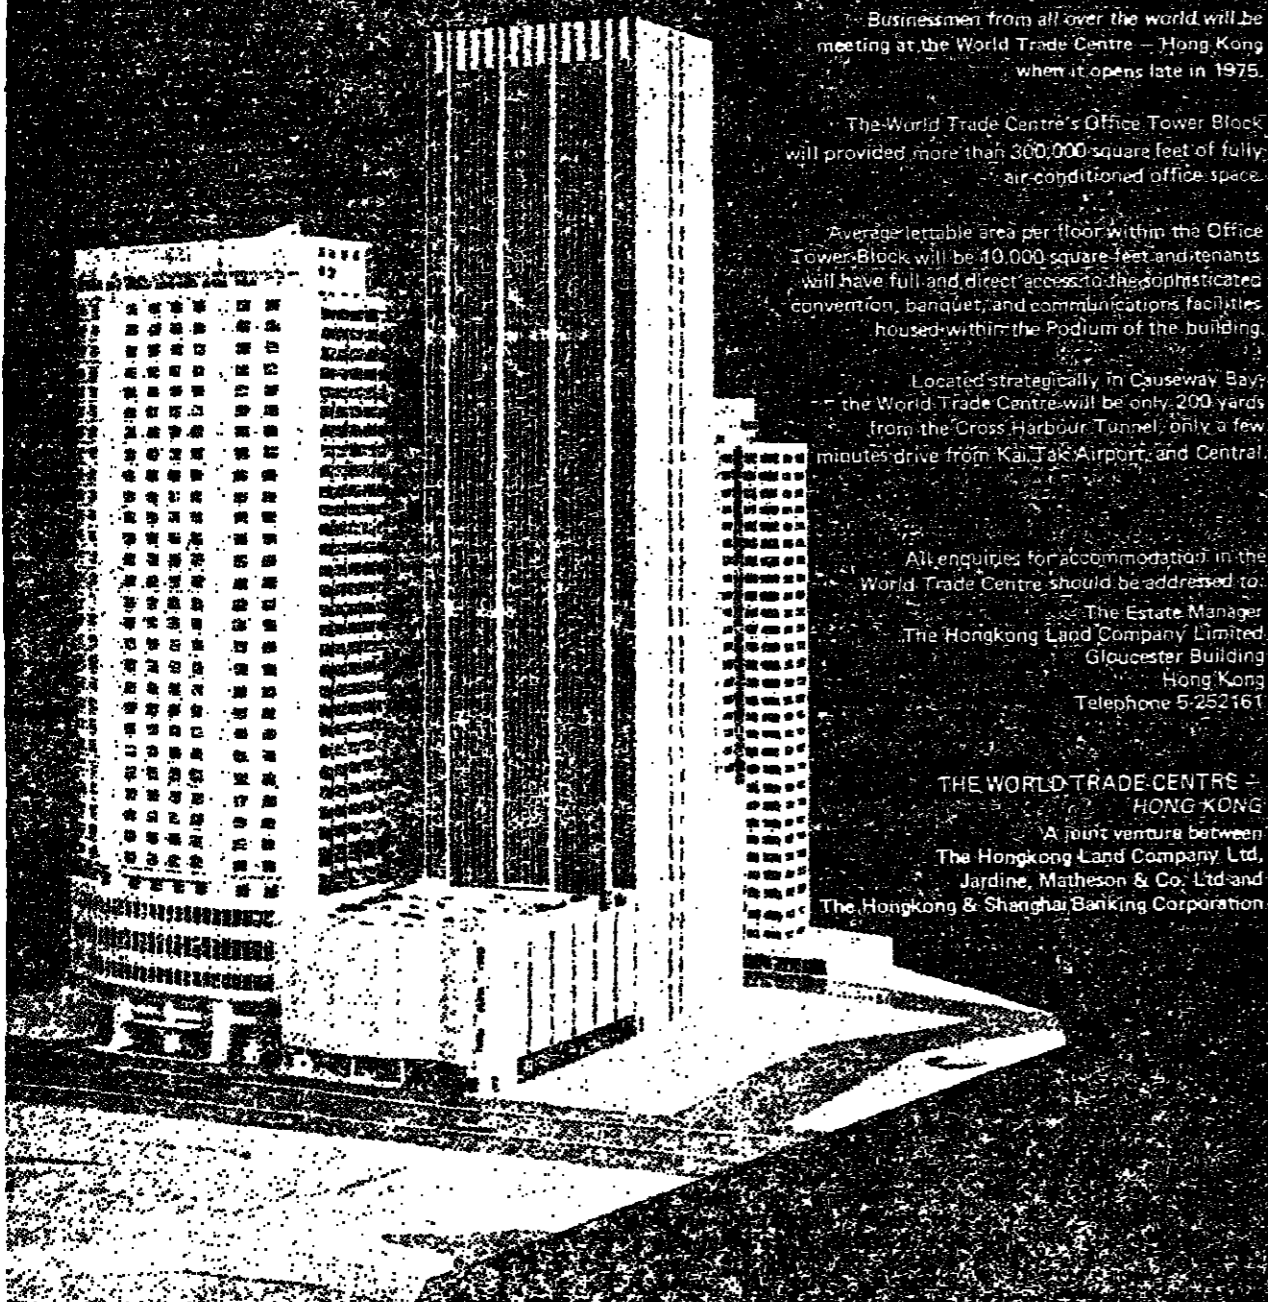 Businessmen from all over the world will be
meeting at the World Trade Centre – Hong Kong
when it opens late in 1975.
The World Trade Centre's Office Tower Block
will provided more than 300,000 square feet of fully
air-conditioned office space.
Average lettable area per floor within the Office
Tower Block will be 10,000 square feet and tenants
will have full and direct access to the sophisticated
convention, banquet, and communications facilities
housed within the Podium of the building.
Located strategically in Causeway Bay,
the World Trade Centre will be only 200 yards
from the Cross Harbour Tunnel, only a few
minutes drive from Kai Tak Airport, and Central.
All enquiries for accommodation in the
World Trade Centre should be addressed to:
The Estate Manager
The Hongkong Land Company Limited
Gloucester Building
Hong Kong
Telephone 5-252161
THE WORLD TRADE CENTRE –
HONG KONG
A joint venture between
The Hongkong Land Company Ltd,
Jardine, Matheson & Co. Ltd and
The Hongkong & Shanghai Banking Corporation